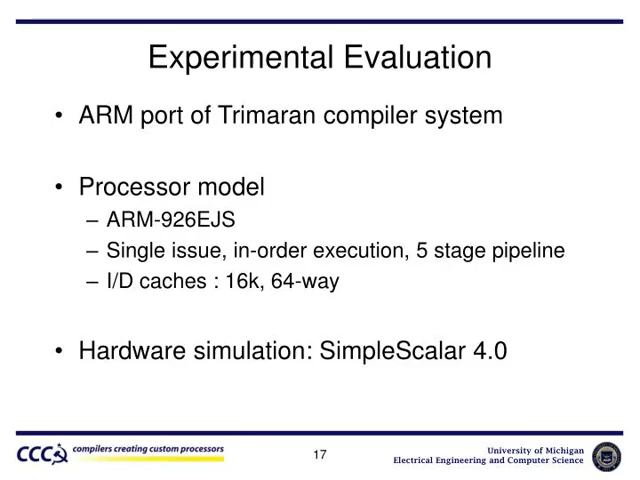 Experimental Evaluation
• ARM port of Trimaran compiler system
• Processor model
– ARM-926EJS
– Single issue, in-order execution, 5 stage pipeline
– I/D caches : 16k, 64-way
• Hardware simulation: SimpleScalar 4.0
CCC compilers creating custom processors
17
University of Michigan
Electrical Engineering and Computer Science